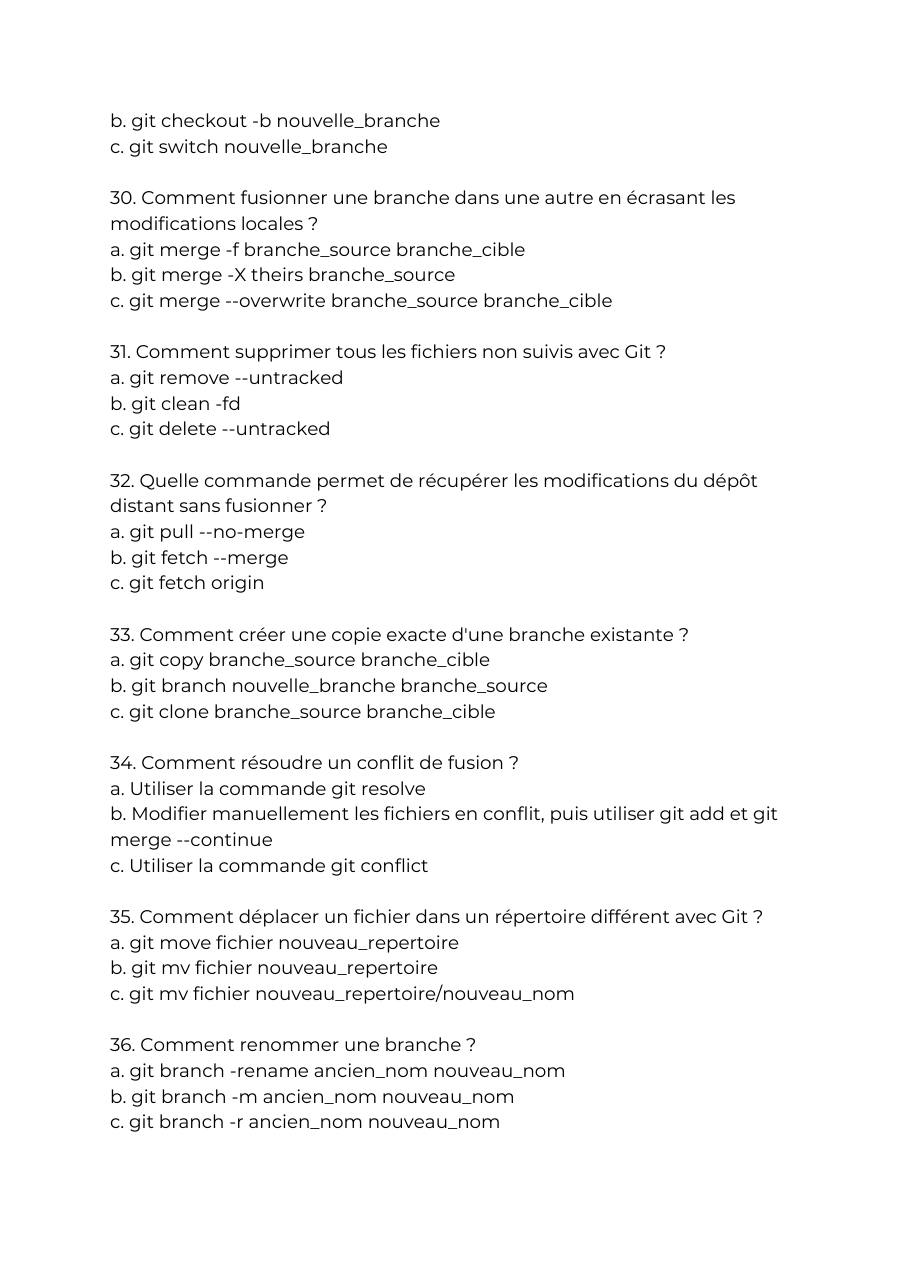 b. git checkout -b nouvelle_branche
c. git switch nouvelle_branche
30. Comment fusionner une branche dans une autre en écrasant les
modifications locales ?
a. git merge -f branche_source branche_cible
b. git merge -X theirs branche_source
c. git merge --overwrite branche_source branche_cible
31. Comment supprimer tous les fichiers non suivis avec Git ?
a. git remove --untracked
b. git clean -fd
c. git delete --untracked
32. Quelle commande permet de récupérer les modifications du dépôt
distant sans fusionner ?
a. git pull --no-merge
b. git fetch --merge
c. git fetch origin
33. Comment créer une copie exacte d'une branche existante ?
a. git copy branche_source branche_cible
b. git branch nouvelle_branche branche_source
c. git clone branche_source branche_cible
34. Comment résoudre un conflit de fusion ?
a. Utiliser la commande git resolve
b. Modifier manuellement les fichiers en conflit, puis utiliser git add et git
merge --continue
c. Utiliser la commande git conflict
35. Comment déplacer un fichier dans un répertoire différent avec Git ?
a. git move fichier nouveau_repertoire
b. git mv fichier nouveau_repertoire
c. git mv fichier nouveau_repertoire/nouveau_nom
36. Comment renommer une branche ?
a. git branch -rename ancien_nom nouveau_nom
b. git branch -m ancien_nom nouveau_nom
c. git branch -r ancien_nom nouveau_nom